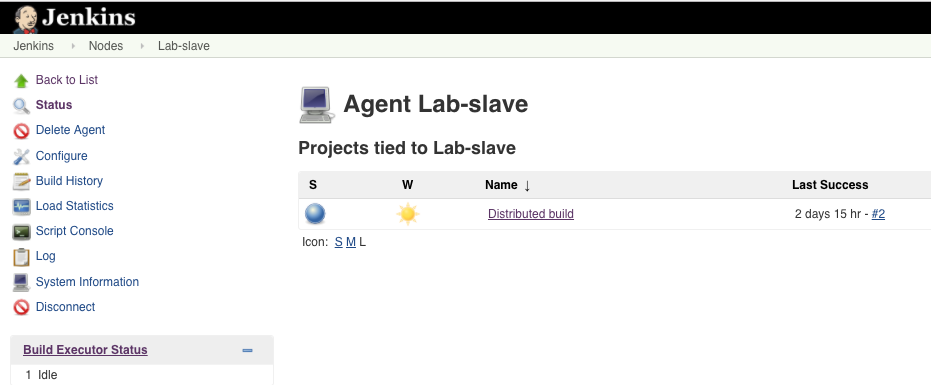 Jenkins
Jenkins Nodes Lab-slave
Back to List
Status
Delete Agent
Configure
Build History
Load Statistics
Script Console
Log
System Information
Disconnect
Build Executor Status
1 Idle
Agent Lab-slave
Projects tied to Lab-slave
S W Name ↓ Last Success
Distributed build 2 days 15 hr - #2
Icon: S M L